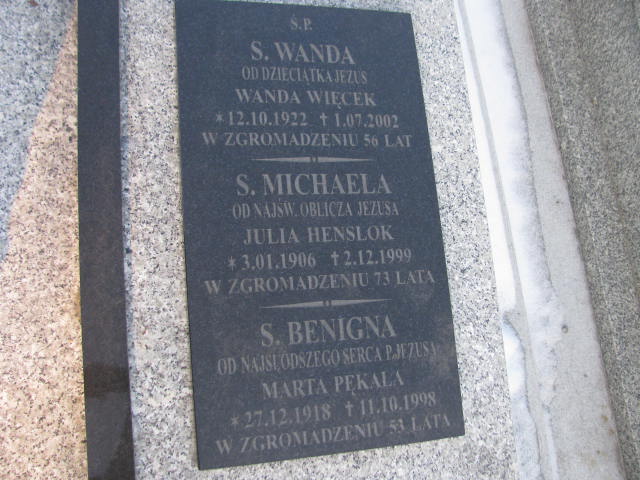 Ś.P.
S. WANDA
OD DZIECIĄTKA JEZUS
WANDA WIĘCEK
* 12.10.1922 † 1.07.2002
W ZGROMADZENIU 56 LAT
S. MICHAELA
OD NAJŚW. OBLICZA JEZUSA
JULIA HENSLOK
* 3.01.1906 † 2.12.1999
W ZGROMADZENIU 73 LATA
S. BENIGNA
OD NAJSŁODSZEGO SERCA P. JEZUSA
MARTA PĘKALA
* 27.12.1918 † 11.10.1998
W ZGROMADZENIU 53 LATA